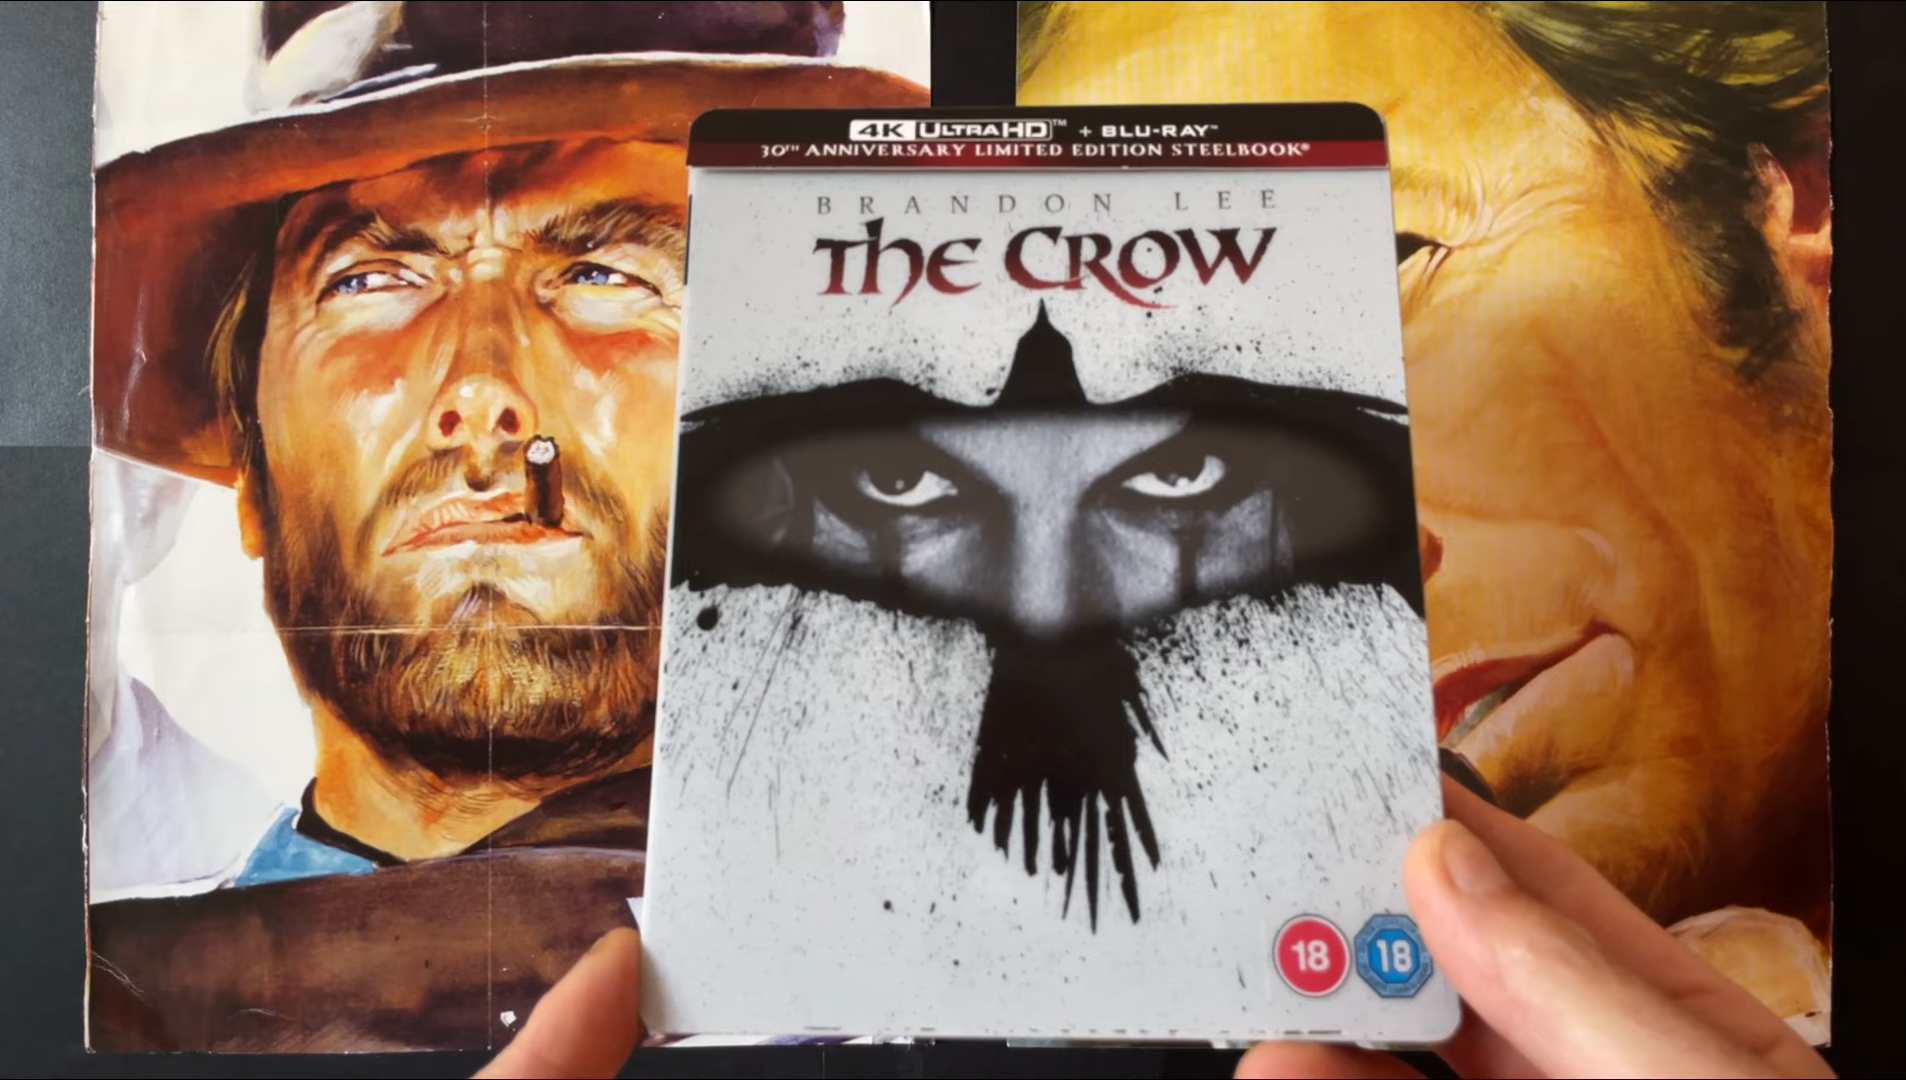 4K ULTRA HD™ + BLU-RAY™
30TH ANNIVERSARY LIMITED EDITION STEELBOOK®
BRANDON LEE
THE CROW
18 18